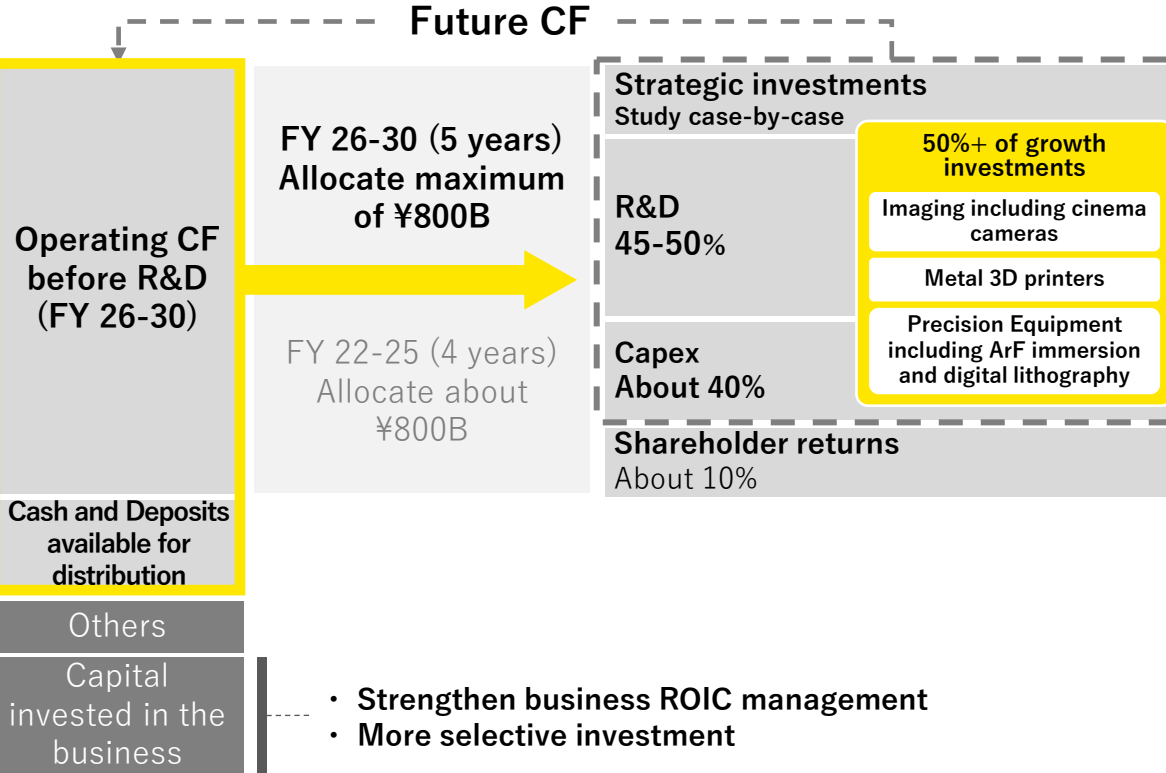 Future CF
Operating CF
before R&D
(FY 26-30)
Cash and Deposits
available for
distribution
Others
Capital
invested in the
business
FY 26-30 (5 years)
Allocate maximum
of ¥800B
FY 22-25 (4 years)
Allocate about
¥800B
Strategic investments
Study case-by-case
R&D
45-50%
Capex
About 40%
50%+ of growth
investments
Imaging including cinema
cameras
Metal 3D printers
Precision Equipment
including ArF immersion
and digital lithography
Shareholder returns
About 10%
・ Strengthen business ROIC management
・ More selective investment